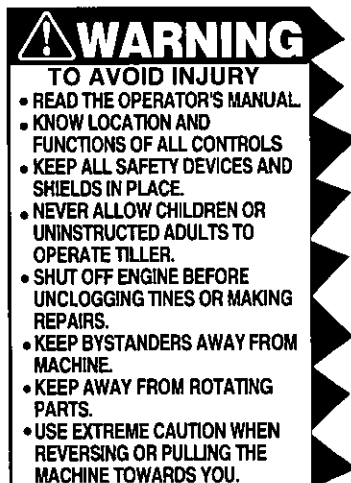 WARNING
TO AVOID INJURY
• READ THE OPERATOR'S MANUAL.
• KNOW LOCATION AND
FUNCTIONS OF ALL CONTROLS
• KEEP ALL SAFETY DEVICES AND
SHIELDS IN PLACE.
• NEVER ALLOW CHILDREN OR
UNINSTRUCTED ADULTS TO
OPERATE TILLER.
• SHUT OFF ENGINE BEFORE
UNCLOGGING TINES OR MAKING
REPAIRS.
• KEEP BYSTANDERS AWAY FROM
MACHINE.
• KEEP AWAY FROM ROTATING
PARTS.
• USE EXTREME CAUTION WHEN
REVERSING OR PULLING THE
MACHINE TOWARDS YOU.